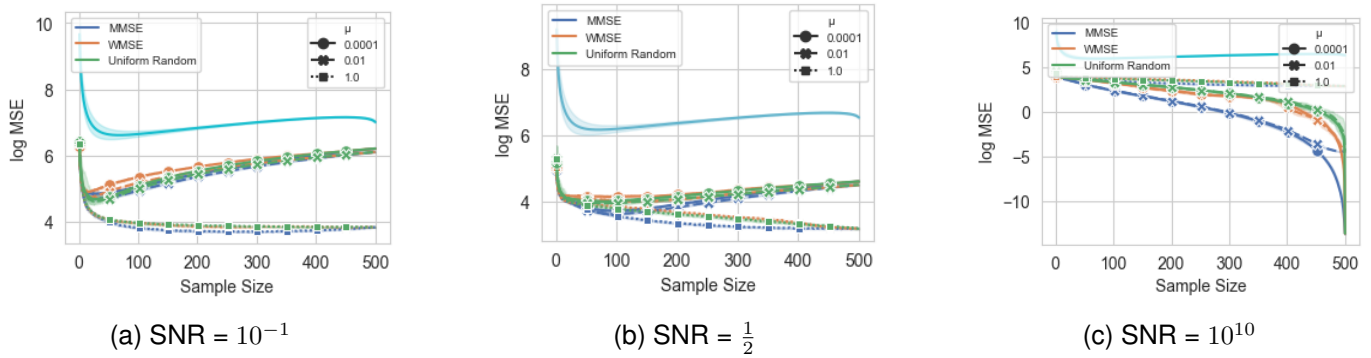 10
8
6
4
log MSE
MMSE
WMSE
Uniform Random
μ
0.0001
0.01
1.0
0 100 200 300 400 500
Sample Size
(a) SNR = 10⁻¹
8
6
4
log MSE
MMSE
WMSE
Uniform Random
μ
0.0001
0.01
1.0
0 100 200 300 400 500
Sample Size
(b) SNR = 1/2
10
5
0
−5
−10
log MSE
MMSE
WMSE
Uniform Random
μ
0.0001
0.01
1.0
0 100 200 300 400 500
Sample Size
(c) SNR = 10¹⁰